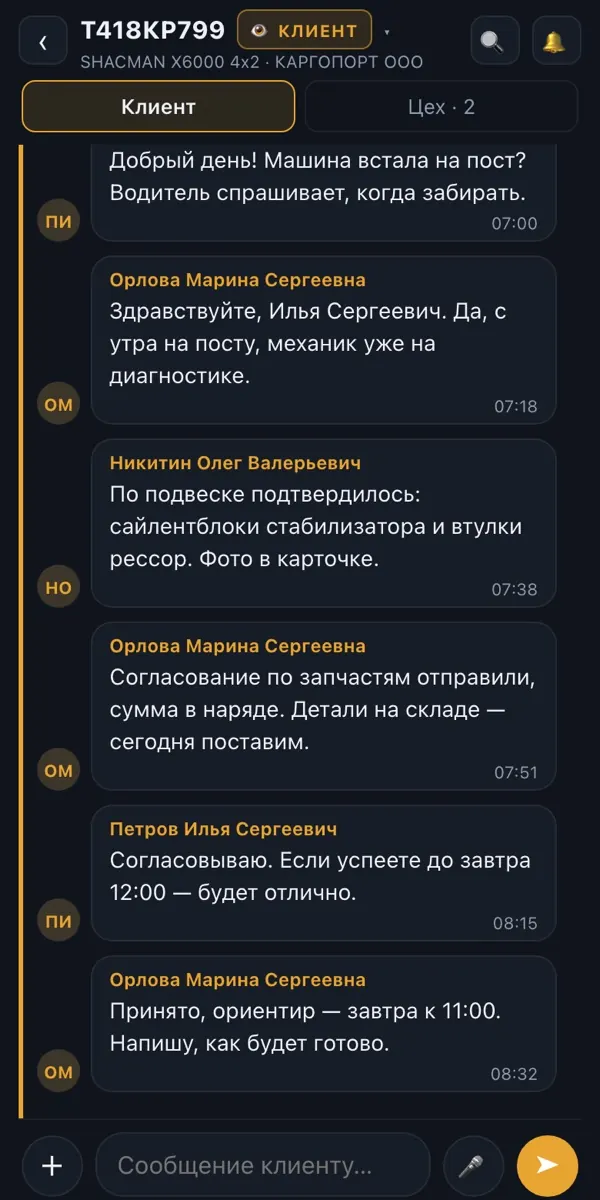 ‹ Т418КР799 КЛИЕНТ ▾
SHACMAN X6000 4x2 · КАРГОПОРТ ООО
Клиент Цех · 2
Добрый день! Машина встала на пост?
Водитель спрашивает, когда забирать.
ПИ 07:00
Орлова Марина Сергеевна
Здравствуйте, Илья Сергеевич. Да, с
утра на посту, механик уже на
диагностике.
ОМ 07:18
Никитин Олег Валерьевич
По подвеске подтвердилось:
сайлентблоки стабилизатора и втулки
рессор. Фото в карточке.
НО 07:38
Орлова Марина Сергеевна
Согласование по запчастям отправили,
сумма в наряде. Детали на складе —
сегодня поставим.
ОМ 07:51
Петров Илья Сергеевич
Согласовываю. Если успеете до завтра
12:00 — будет отлично.
ПИ 08:15
Орлова Марина Сергеевна
Принято, ориентир — завтра к 11:00.
Напишу, как будет готово.
ОМ 08:32
+ Сообщение клиенту...